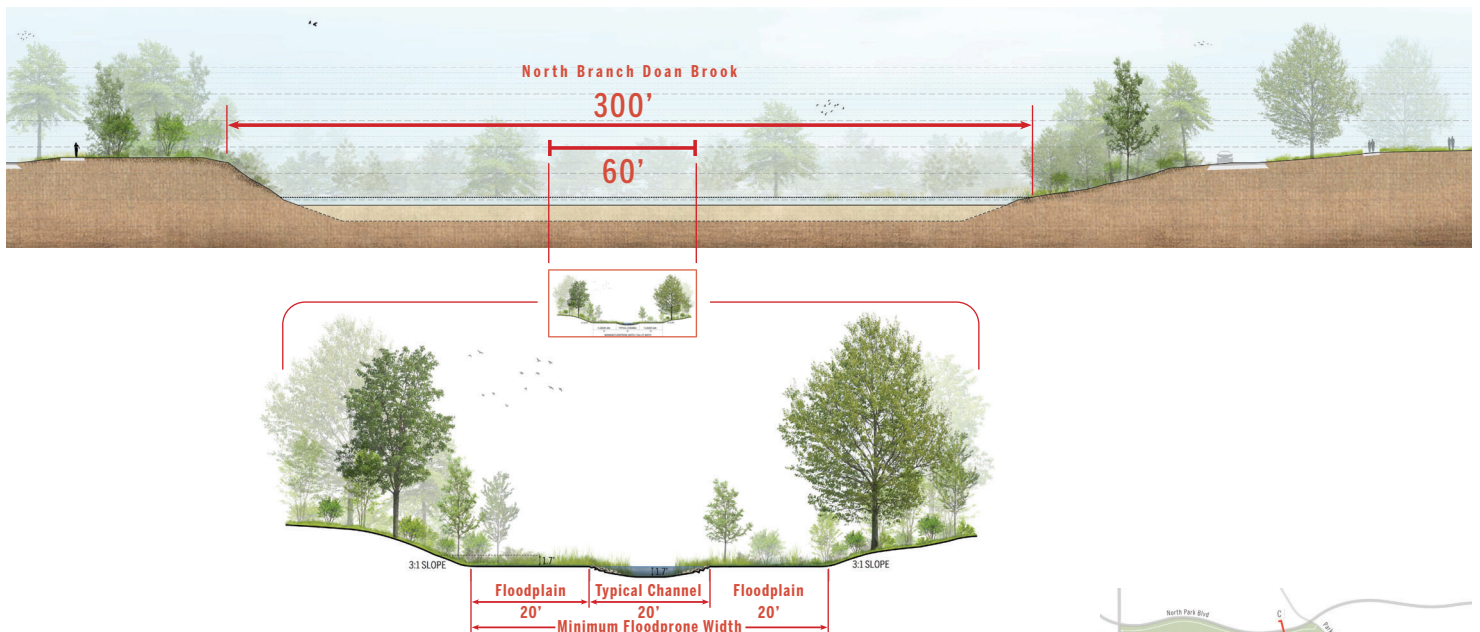 North Branch Doan Brook
300’
60’
1.7’
1.7’
3:1 SLOPE
3:1 SLOPE
Floodplain
Typical Channel
Floodplain
20’
20’
20’
Minimum Floodprone Width
North Park Blvd
C
Park